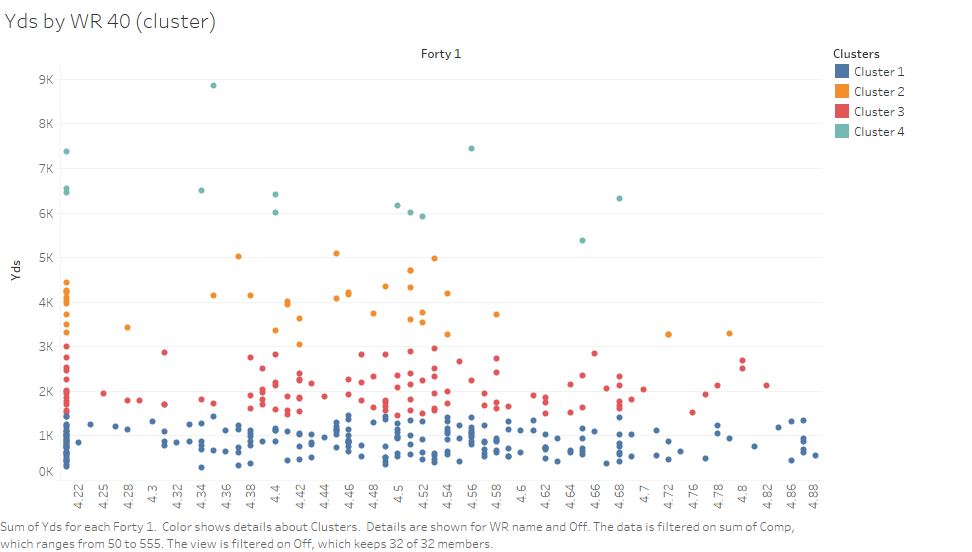 Yds by WR 40 (cluster)
Forty 1
Clusters
Cluster 1
Cluster 2
Cluster 3
Cluster 4
9K
8K
7K
6K
5K
4K
3K
2K
1K
0K
Yds
4.22
4.25
4.28
4.3
4.32
4.34
4.36
4.38
4.4
4.42
4.44
4.46
4.48
4.5
4.52
4.54
4.56
4.58
4.6
4.62
4.64
4.66
4.68
4.7
4.72
4.76
4.78
4.8
4.82
4.86
4.88
Sum of Yds for each Forty 1. Color shows details about Clusters. Details are shown for WR name and Off. The data is filtered on sum of Comp,
which ranges from 50 to 555. The view is filtered on Off, which keeps 32 of 32 members.